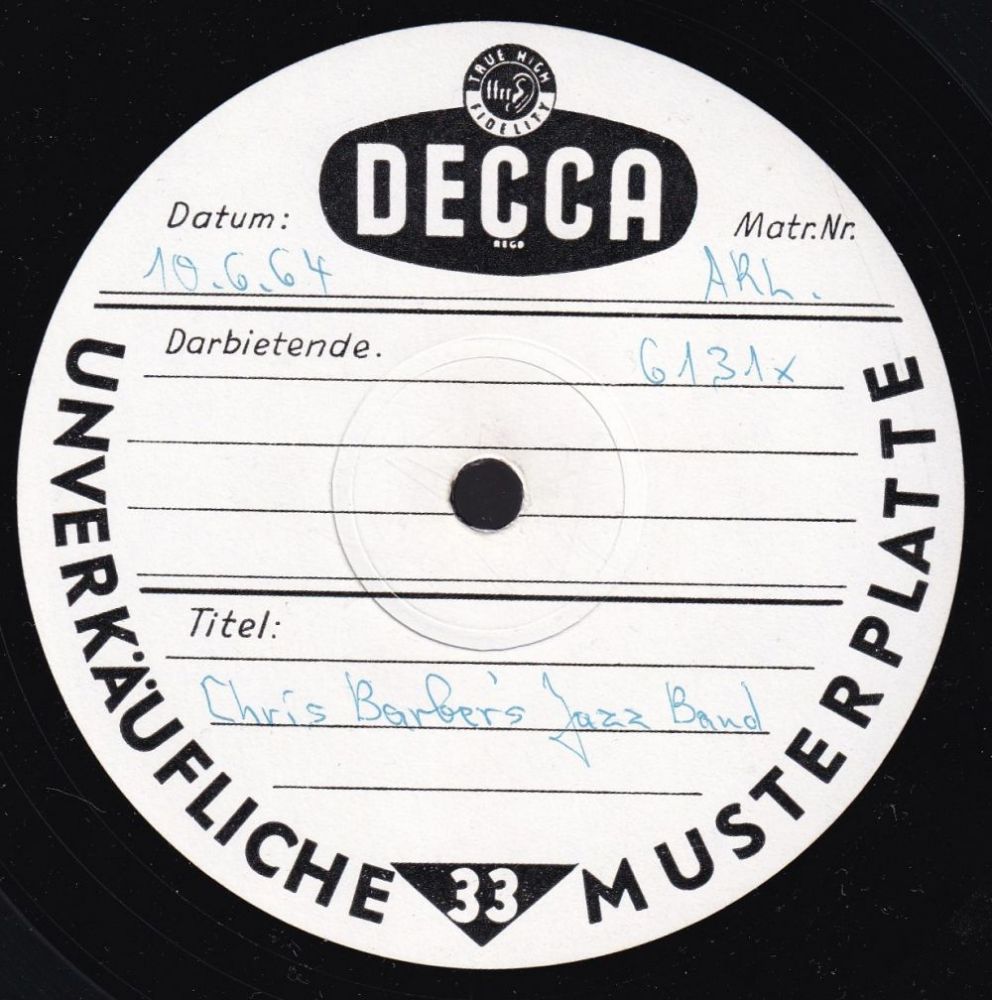 TRUE HIGH FIDELITY
DECCA
REGD
Datum:
Matr.Nr.
10.6.64
ARL.
Darbietende.
6131x
Titel:
Chris Barber's Jazz Band
UNVERKÄUFLICHE 33 MUSTERPLATTE